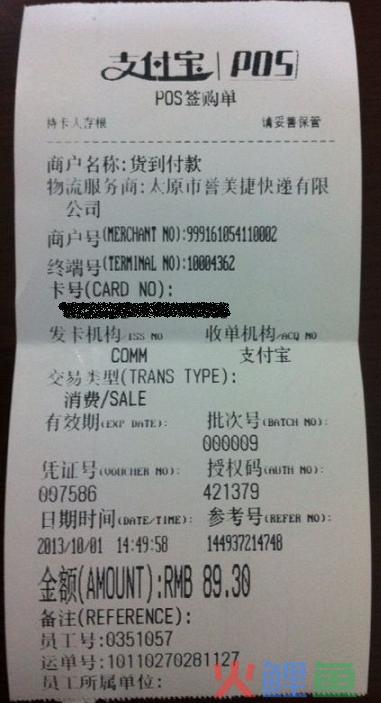 支付宝 | POS
POS签购单
持卡人存根 请妥善保管
商户名称:货到付款
物流服务商:太原市誉美捷快递有限
公司
商户号(MERCHANT NO):999161054110002
终端号(TERMINAL NO):10004362
卡号(CARD NO):
发卡机构/ISS NO 收单机构/ACQ NO
COMM 支付宝
交易类型(TRANS TYPE):
消费/SALE
有效期(EXP DATE): 批次号(BATCH NO):
000009
凭证号(VOUCHER NO): 授权码(AUTH NO):
007586 421379
日期时间(DATE/TIME): 参考号(REFER NO):
2013/10/01 14:49:58 144937214748
金额(AMOUNT):RMB 89.30
备注(REFERENCE):
员工号:0351057
运单号:10110270281127
员工所属单位:
火鲤鱼